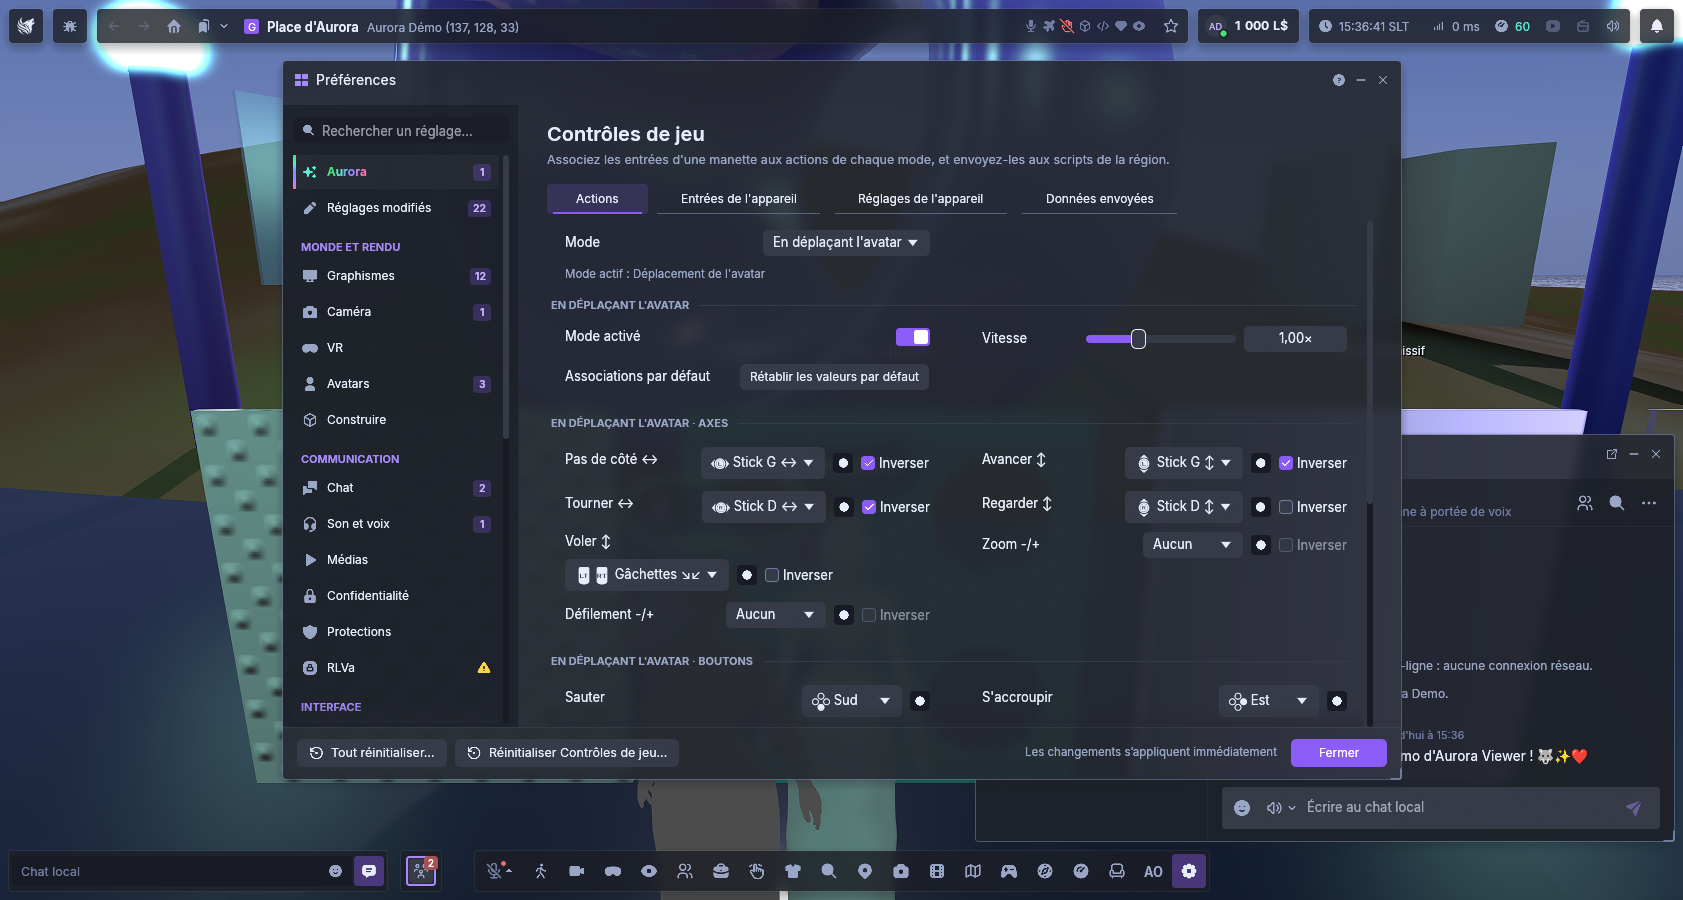 G Place d'Aurora Aurora Démo (137, 128, 33)
AD 1 000 L$
15:36:41 SLT 0 ms 60
Préférences
Rechercher un réglage...
Aurora 1
Réglages modifiés 22
MONDE ET RENDU
Graphismes 12
Caméra 1
VR
Avatars 3
Construire
COMMUNICATION
Chat 2
Son et voix 1
Médias
Confidentialité
Protections
RLVa
INTERFACE
Contrôles de jeu
Associez les entrées d'une manette aux actions de chaque mode, et envoyez-les aux scripts de la région.
Actions Entrées de l'appareil Réglages de l'appareil Données envoyées
Mode En déplaçant l'avatar
Mode actif : Déplacement de l'avatar
EN DÉPLAÇANT L'AVATAR
Mode activé Vitesse 1,00×
Associations par défaut Rétablir les valeurs par défaut
EN DÉPLAÇANT L'AVATAR · AXES
Pas de côté ↔ Stick G ↔ Inverser Avancer ↕ Stick G ↕ Inverser
Tourner ↔ Stick D ↔ Inverser Regarder ↕ Stick D ↕ Inverser
Voler ↕ Zoom -/+ Aucun Inverser
LT RT Gâchettes ↘↙ Inverser
Défilement -/+ Aucun Inverser
EN DÉPLAÇANT L'AVATAR · BOUTONS
Sauter Sud S'accroupir Est
Tout réinitialiser... Réinitialiser Contrôles de jeu... Les changements s'appliquent immédiatement Fermer
issif
ne à portée de voix
-ligne : aucune connexion réseau.
a Demo.
d'hui à 15:36
mo d'Aurora Viewer ! 🐺✨❤️
Écrire au chat local
Chat local
2
AO